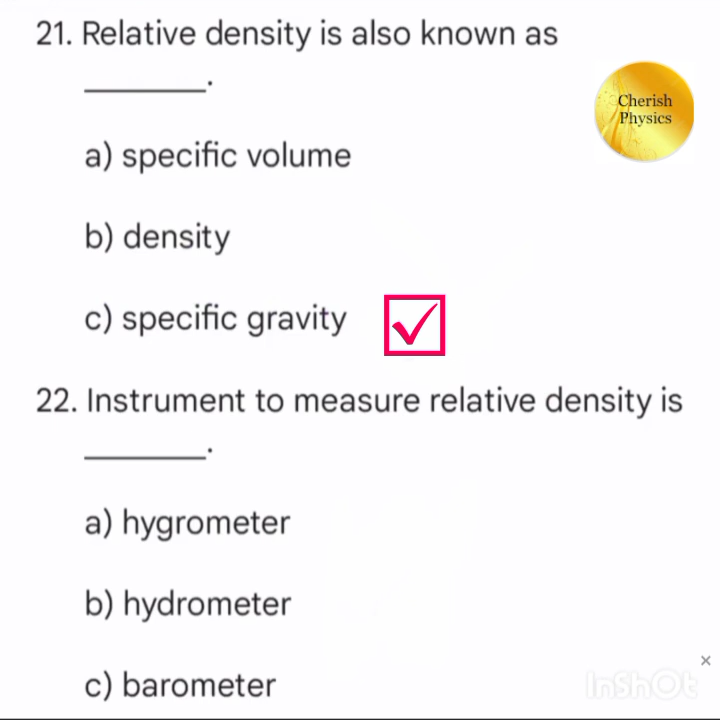 21. Relative density is also known as
________.
Cherish
Physics
a) specific volume
b) density
c) specific gravity
22. Instrument to measure relative density is
________.
a) hygrometer
b) hydrometer
c) barometer
InShOt